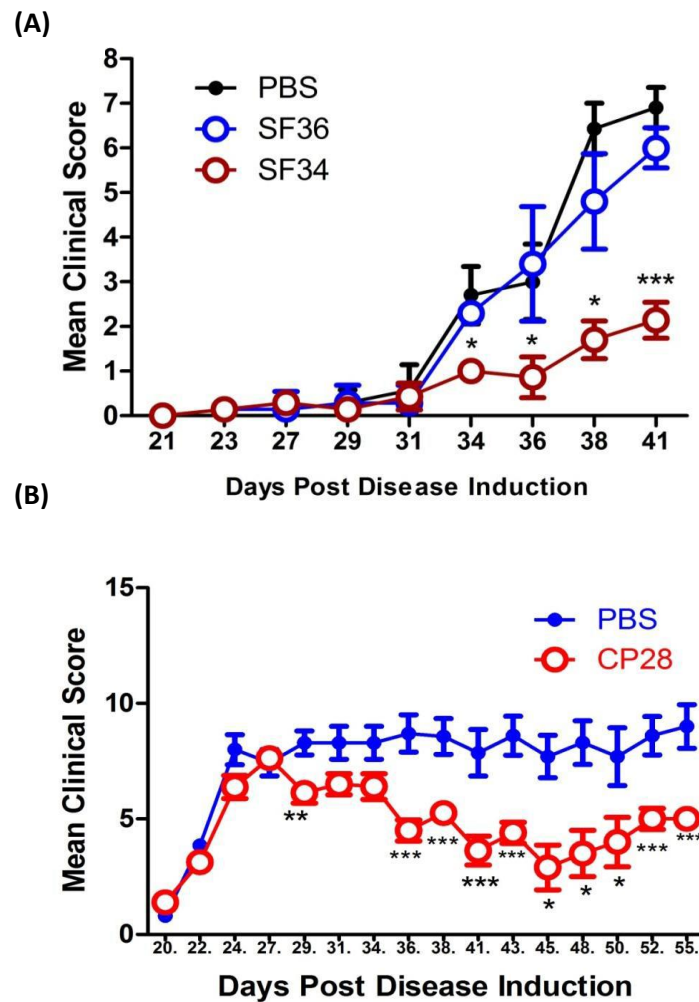 (A)
8
7
6
5
4
3
2
1
0
Mean Clinical Score
PBS
SF36
SF34
*
*
*
***
21 23 27 29 31 34 36 38 41
Days Post Disease Induction
(B)
15
10
5
0
Mean Clinical Score
PBS
CP28
**
***
***
***
***
*
*
*
***
***
20. 22. 24. 27. 29. 31. 34. 36. 38. 41. 43. 45. 48. 50. 52. 55.
Days Post Disease Induction